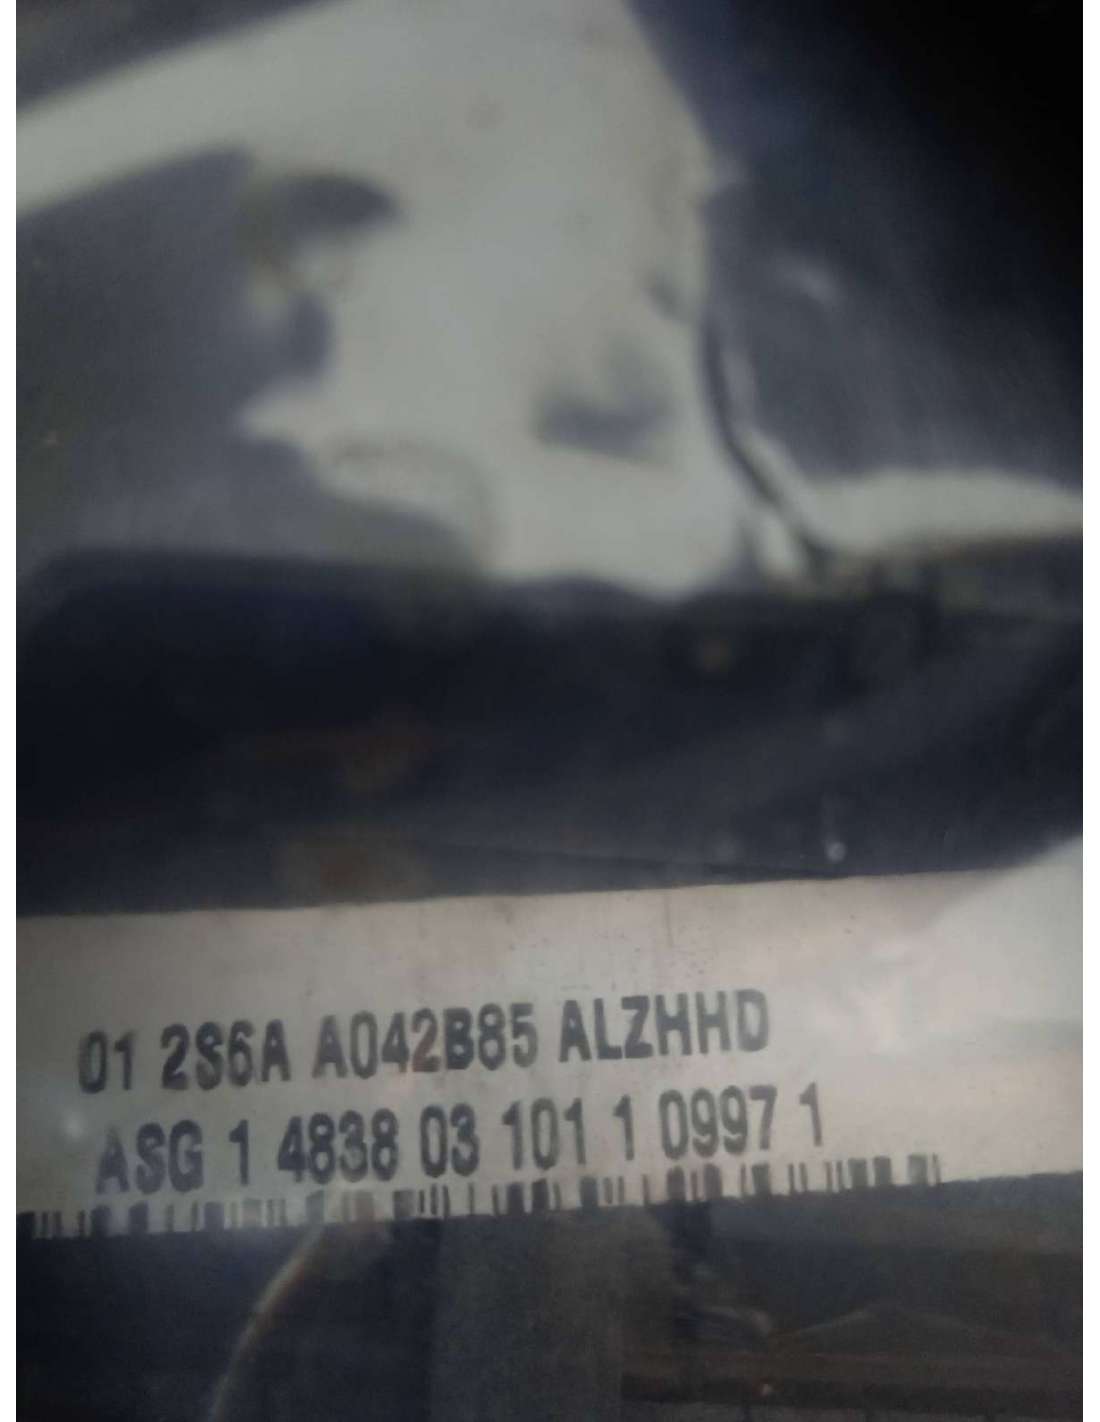 01 2S6A A042B85 ALZHHD
ASG 1 4838 03 101 1 0997 1